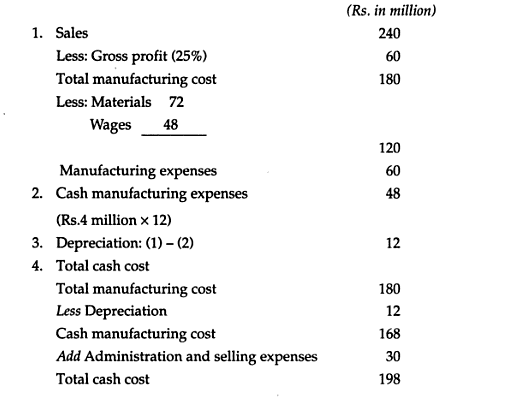 (Rs. in million)
1. Sales 240
Less: Gross profit (25%) 60
Total manufacturing cost 180
Less: Materials 72
Wages 48
120
Manufacturing expenses 60
2. Cash manufacturing expenses 48
(Rs.4 million × 12)
3. Depreciation: (1) – (2) 12
4. Total cash cost
Total manufacturing cost 180
Less Depreciation 12
Cash manufacturing cost 168
Add Administration and selling expenses 30
Total cash cost 198